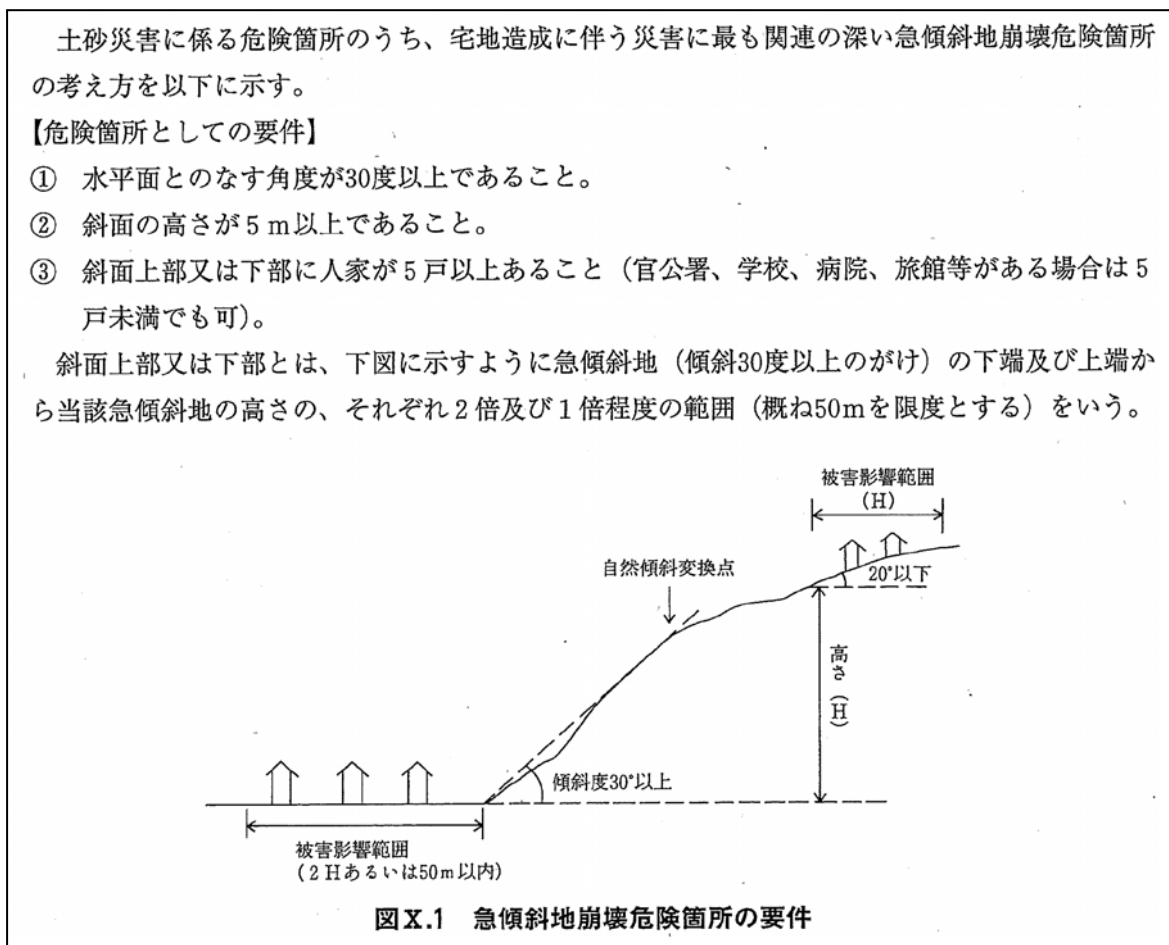 土砂災害に係る危険箇所のうち、宅地造成に伴う災害に最も関連の深い急傾斜地崩壊危険箇所
の考え方を以下に示す。
【危険箇所としての要件】
① 水平面とのなす角度が30度以上であること。
② 斜面の高さが5m以上であること。
③ 斜面上部又は下部に人家が5戸以上あること（官公署、学校、病院、旅館等がある場合は5
戸未満でも可）。
斜面上部又は下部とは、下図に示すように急傾斜地（傾斜30度以上のがけ）の下端及び上端か
ら当該急傾斜地の高さの、それぞれ2倍及び1倍程度の範囲（概ね50mを限度とする）をいう。
被害影響範囲
(H)
自然傾斜変換点
20°以下
高さ(H)
傾斜度30°以上
被害影響範囲
(2Hあるいは50m以内)
図X.1 急傾斜地崩壊危険箇所の要件